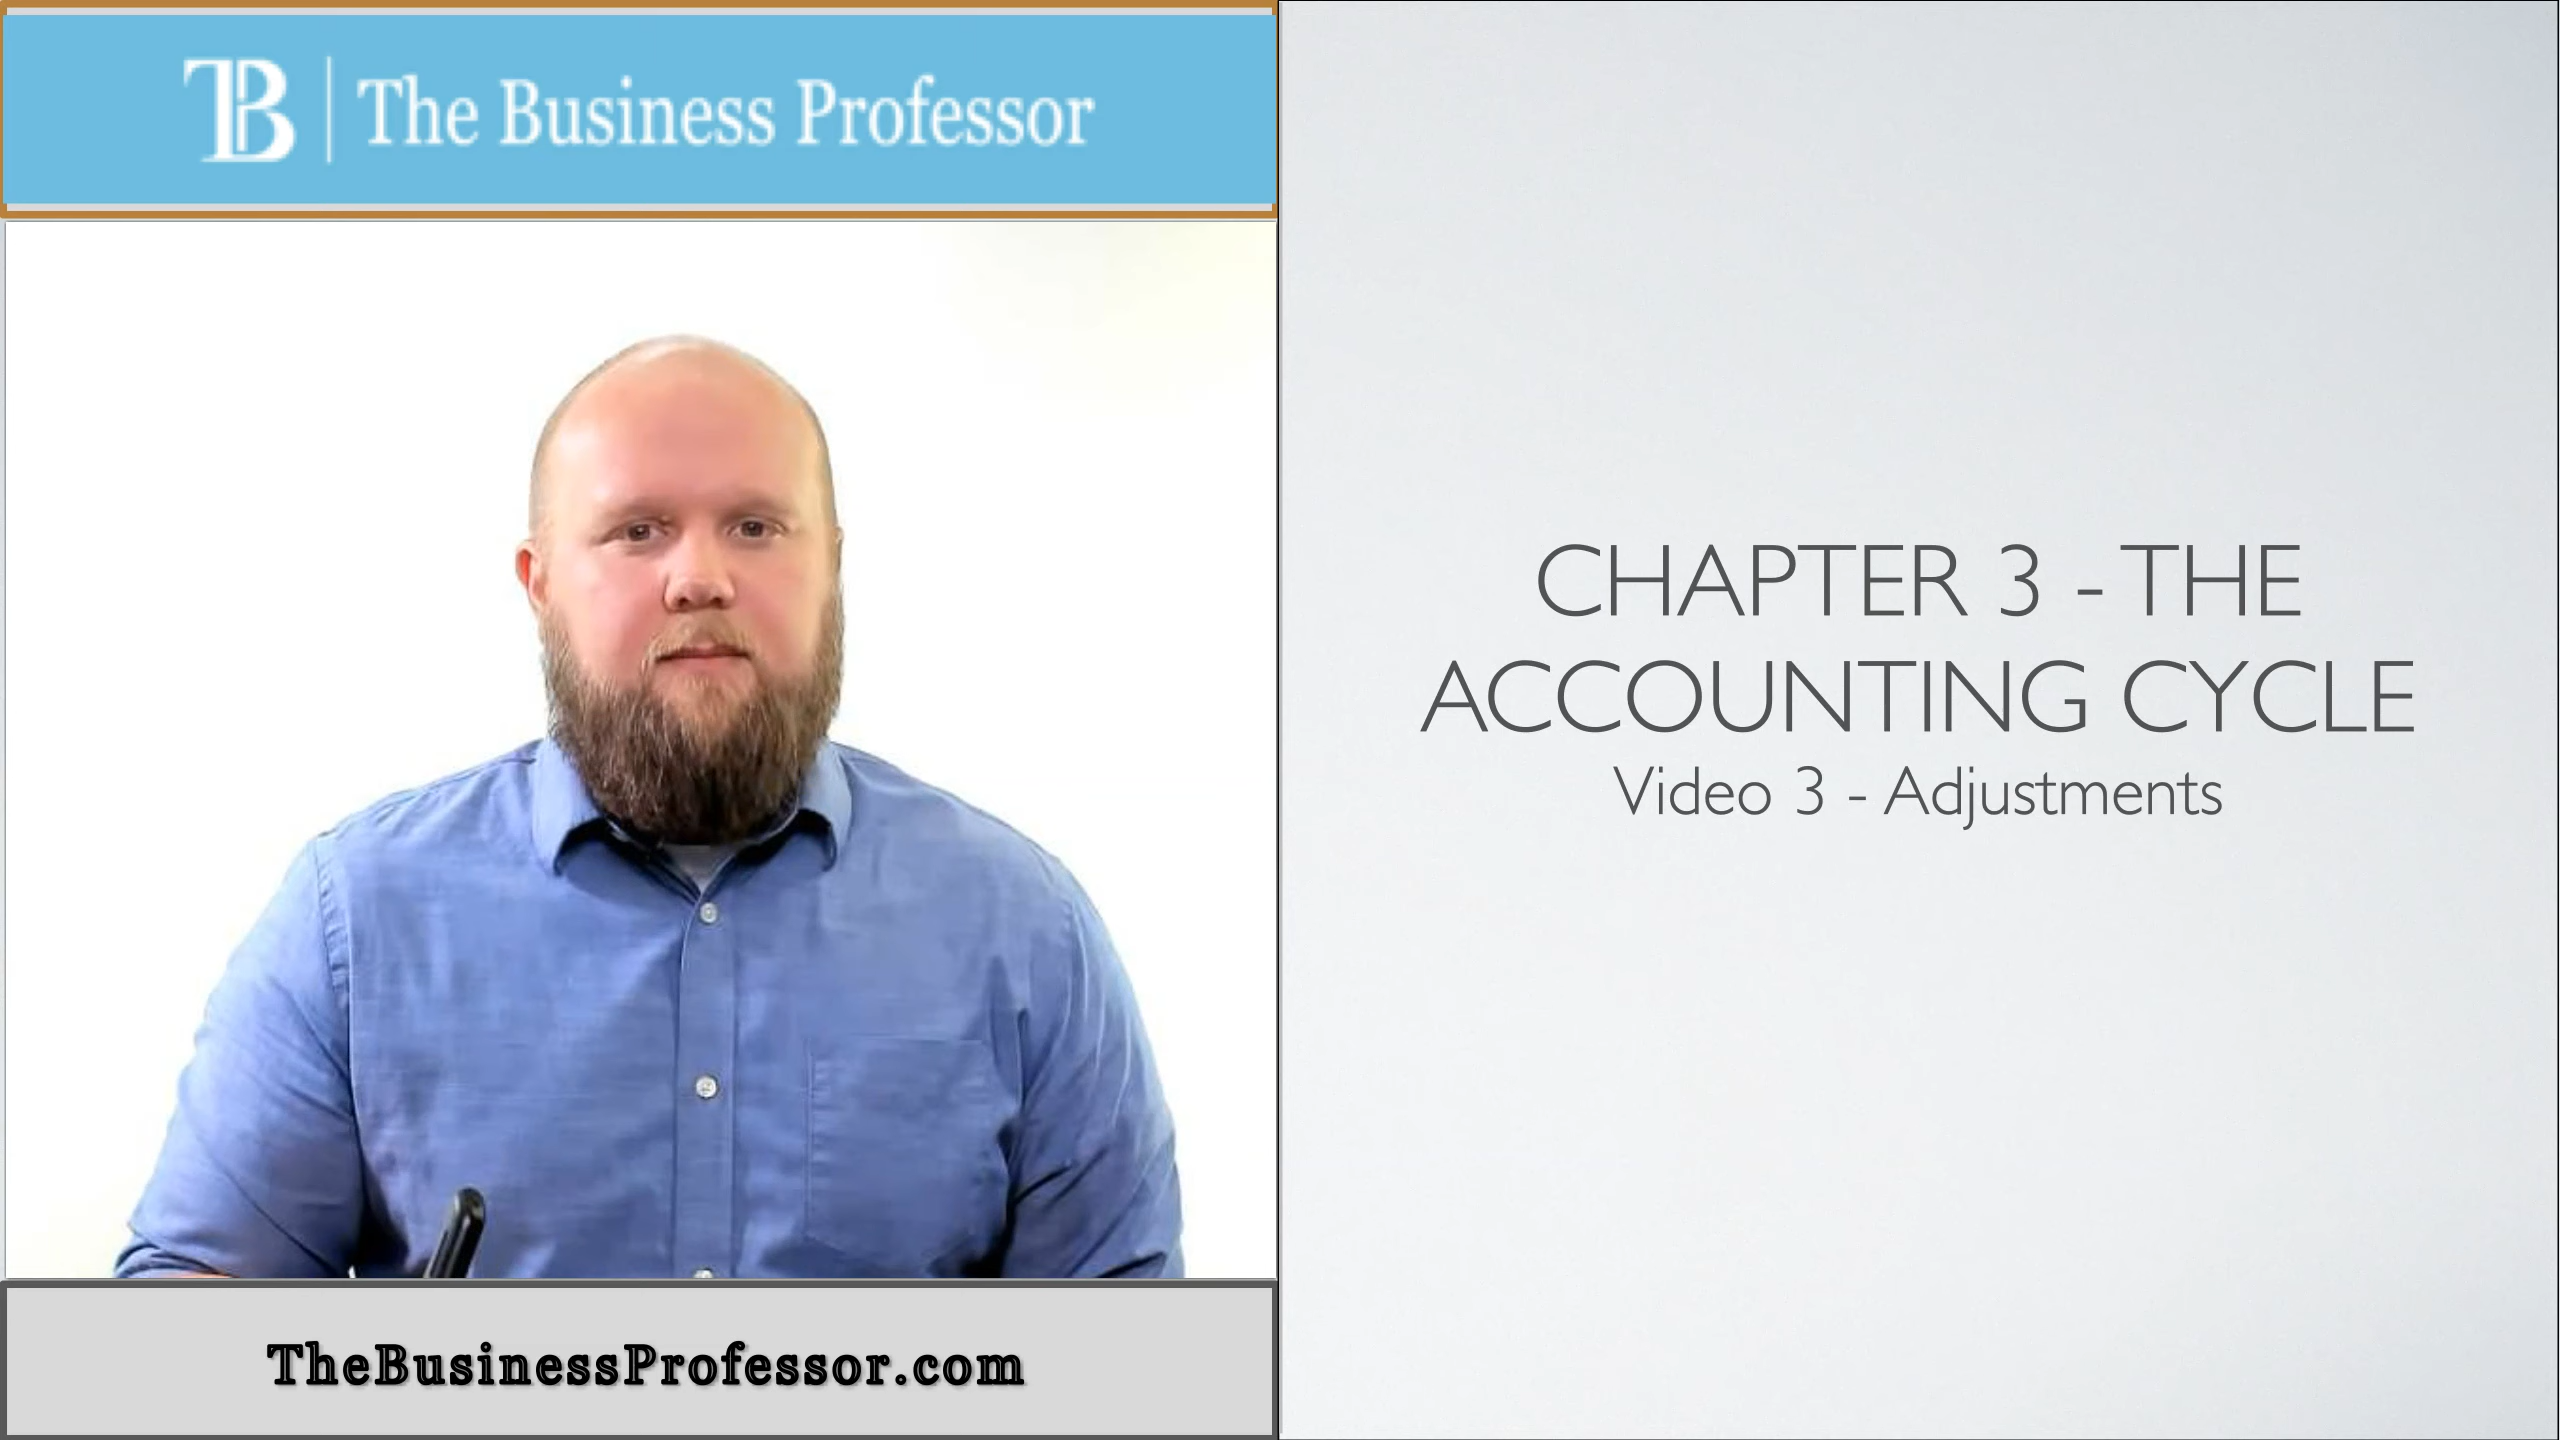 TB | The Business Professor
CHAPTER 3 - THE
ACCOUNTING CYCLE
Video 3 - Adjustments
TheBusinessProfessor.com